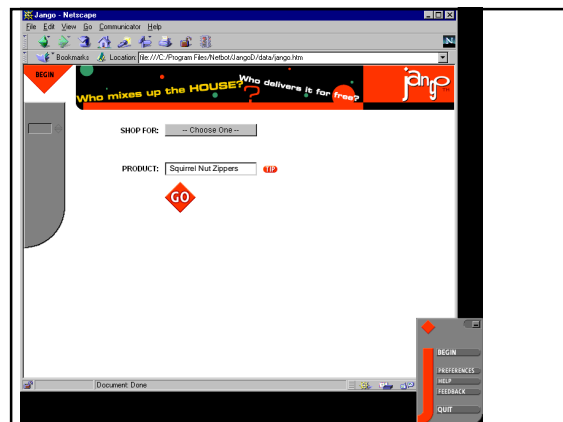 Jango - Netscape
File Edit View Go Communicator Help
Bookmarks Location: file:///C:/Program Files/Netbot/JangoD/data/jango.htm
BEGIN
Who mixes up the HOUSE?
Who delivers it for free?
jango
SHOP FOR: -- Choose One --
PRODUCT: Squirrel Nut Zippers TIP
GO
BEGIN
PREFERENCES
HELP
FEEDBACK
QUIT
Document: Done